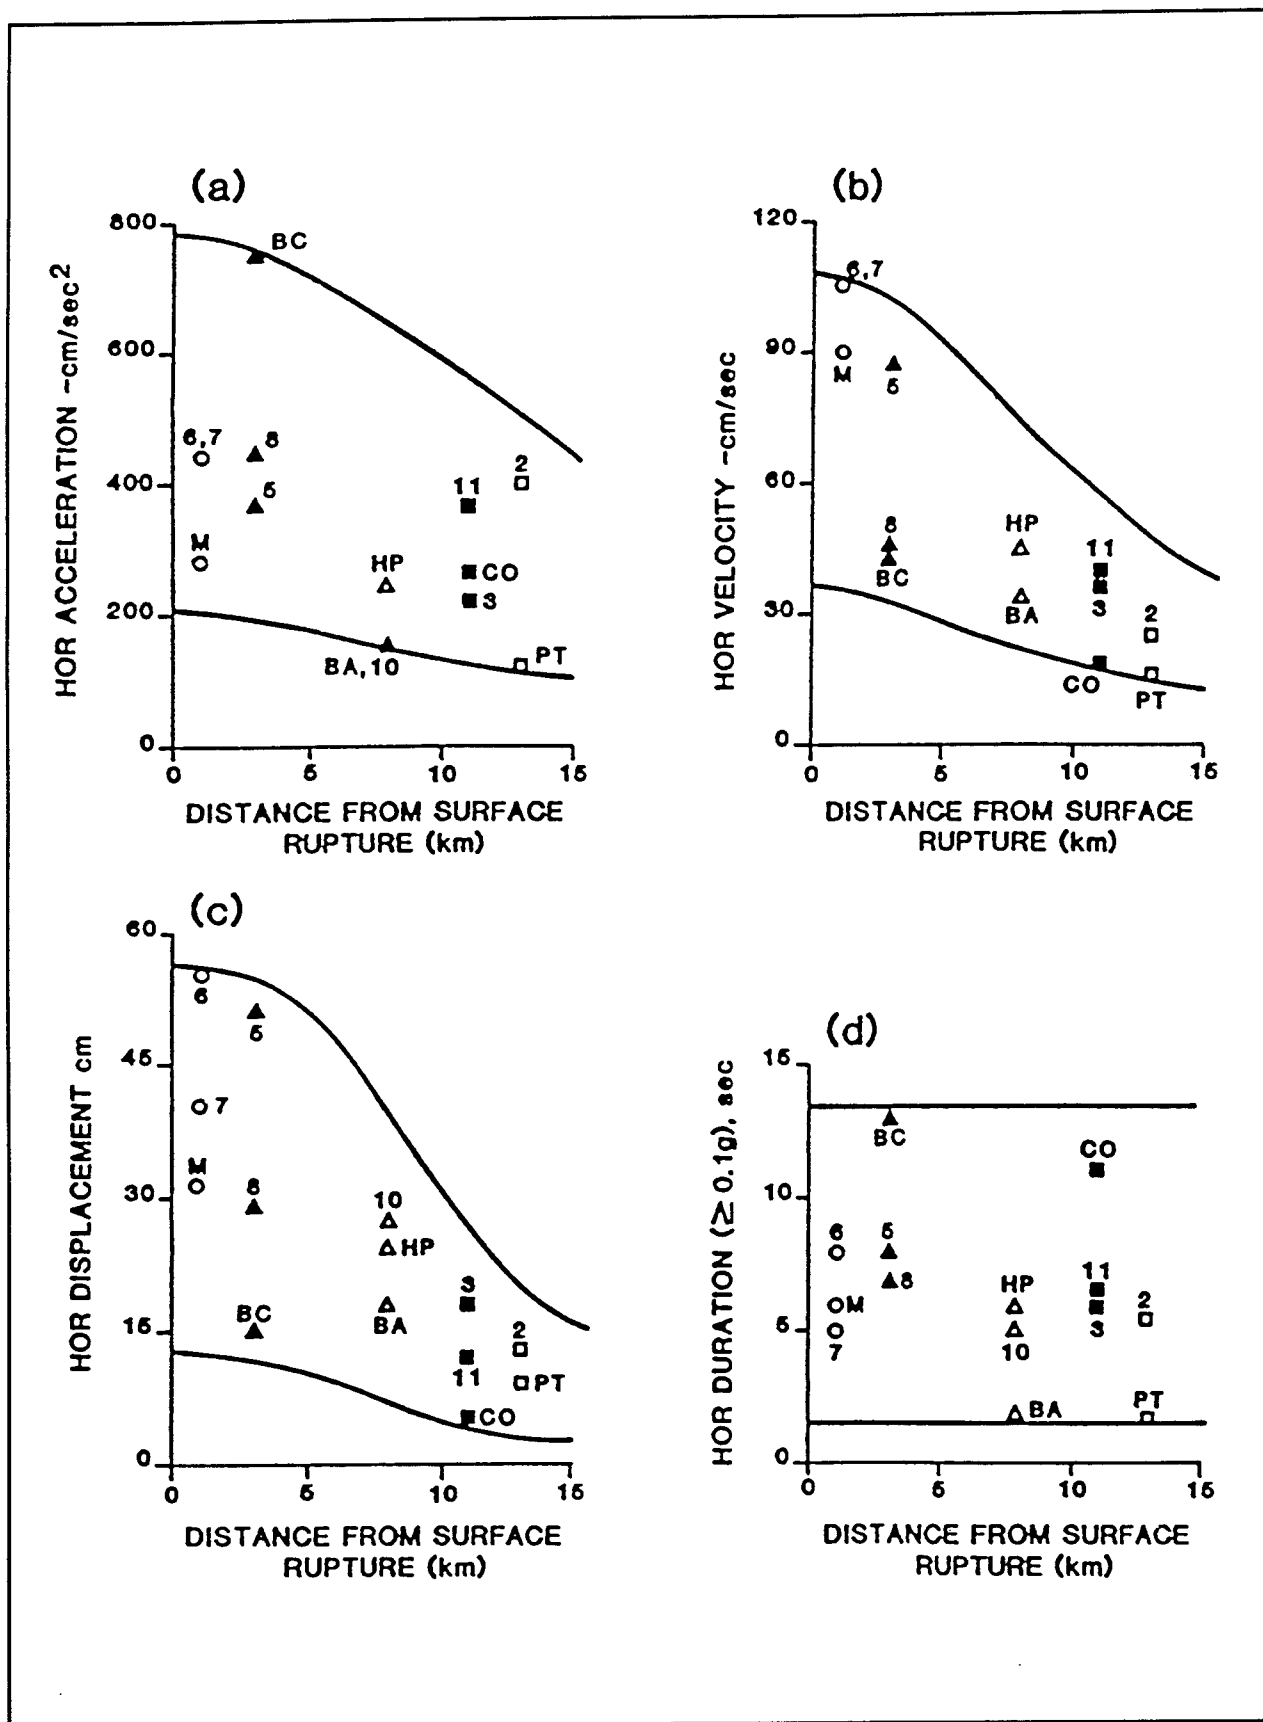 (a)
HOR ACCELERATION -cm/sec²
800
600
400
200
0
BC
6,7
8
5
M
HP
BA,10
11
CO
3
2
PT
0 5 10 15
DISTANCE FROM SURFACE
RUPTURE (km)
(b)
HOR VELOCITY -cm/sec
120
90
60
30
0
6,7
M
5
8
BC
HP
BA
11
3
CO
2
PT
0 5 10 15
DISTANCE FROM SURFACE
RUPTURE (km)
(c)
HOR DISPLACEMENT cm
60
45
30
15
0
6
5
7
M
8
BC
10
HP
BA
3
11
CO
2
PT
0 5 10 15
DISTANCE FROM SURFACE
RUPTURE (km)
(d)
HOR DURATION (≥ 0.1g), sec
15
10
5
0
BC
6
M
7
5
8
HP
10
BA
CO
11
3
2
PT
0 5 10 15
DISTANCE FROM SURFACE
RUPTURE (km)